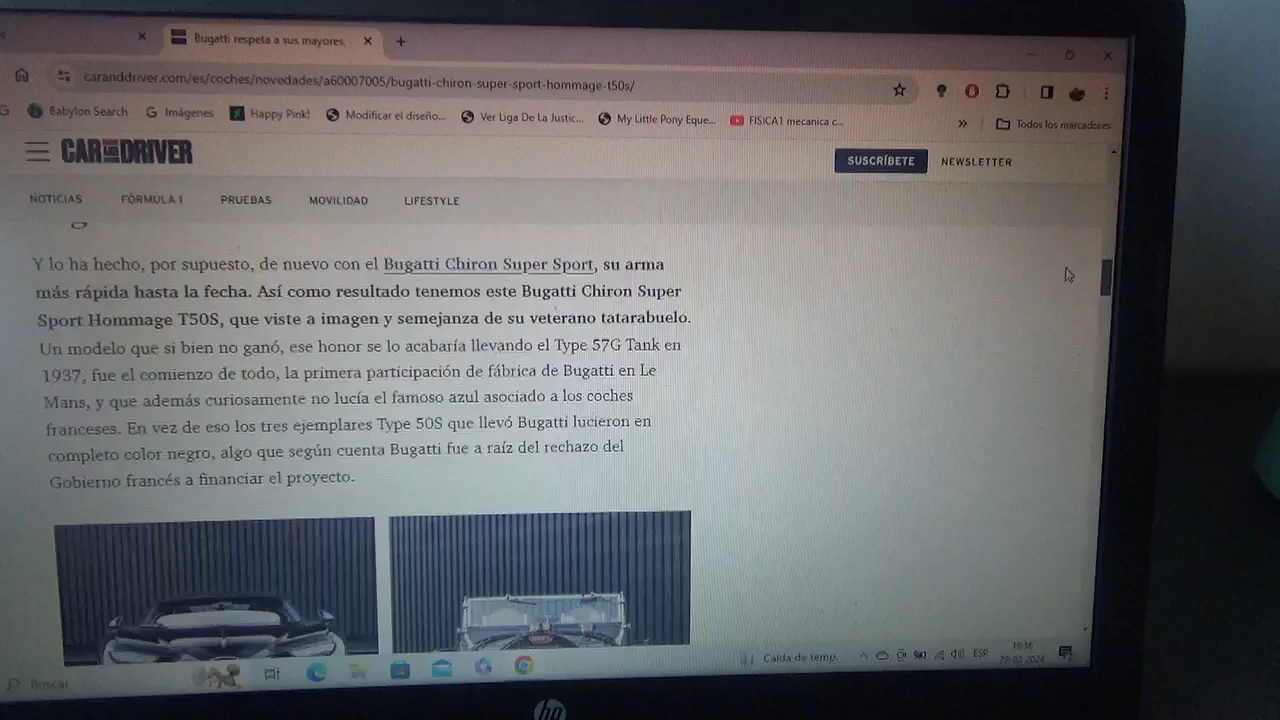 Bugatti respeta a sus mayores,
caranddriver.com/es/coches/novedades/a60007005/bugatti-chiron-super-sport-hommage-t50s/
Babylon Search
Imágenes
Happy Pink!
Modificar el diseño...
Ver Liga De La Justic...
My Little Pony Eque...
FISICA1 mecanica c...
»
Todos los marcadores
CAR AND DRIVER
SUSCRÍBETE
NEWSLETTER
NOTICIAS
FÓRMULA 1
PRUEBAS
MOVILIDAD
LIFESTYLE
Y lo ha hecho, por supuesto, de nuevo con el Bugatti Chiron Super Sport, su arma
más rápida hasta la fecha. Así como resultado tenemos este Bugatti Chiron Super
Sport Hommage T50S, que viste a imagen y semejanza de su veterano tatarabuelo.
Un modelo que si bien no ganó, ese honor se lo acabaría llevando el Type 57G Tank en
1937, fue el comienzo de todo, la primera participación de fábrica de Bugatti en Le
Mans, y que además curiosamente no lucía el famoso azul asociado a los coches
franceses. En vez de eso los tres ejemplares Type 50S que llevó Bugatti lucieron en
completo color negro, algo que según cuenta Bugatti fue a raíz del rechazo del
Gobierno francés a financiar el proyecto.
Buscar
Caída de temp.
ESP
29-02-2024
hp